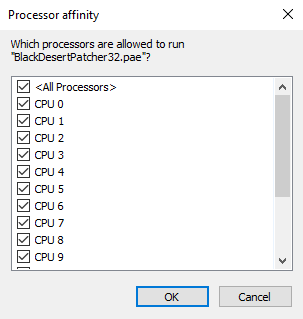 Processor affinity
Which processors are allowed to run
"BlackDesertPatcher32.pae"?
<All Processors>
CPU 0
CPU 1
CPU 2
CPU 3
CPU 4
CPU 5
CPU 6
CPU 7
CPU 8
CPU 9
OK
Cancel